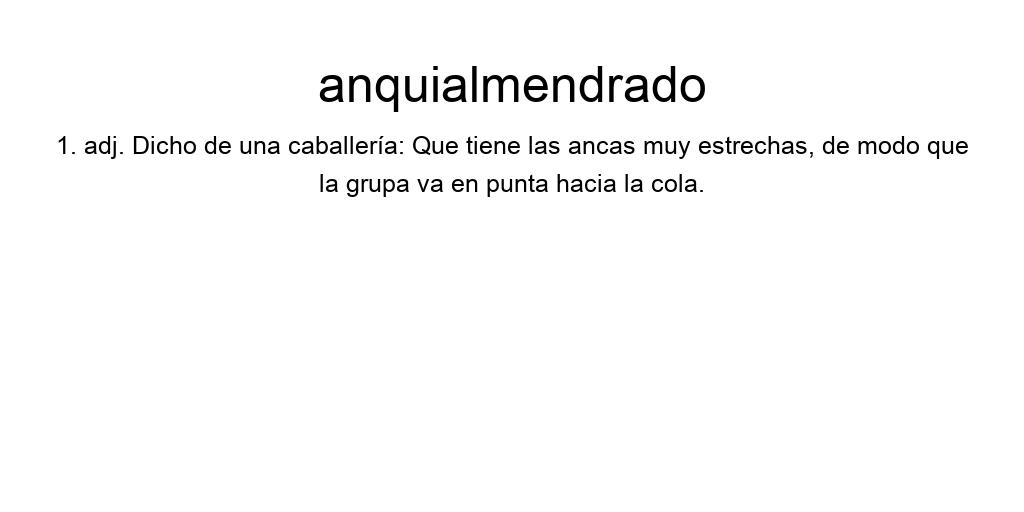 anquialmendrado
1. adj. Dicho de una caballería: Que tiene las ancas muy estrechas, de modo que
la grupa va en punta hacia la cola.